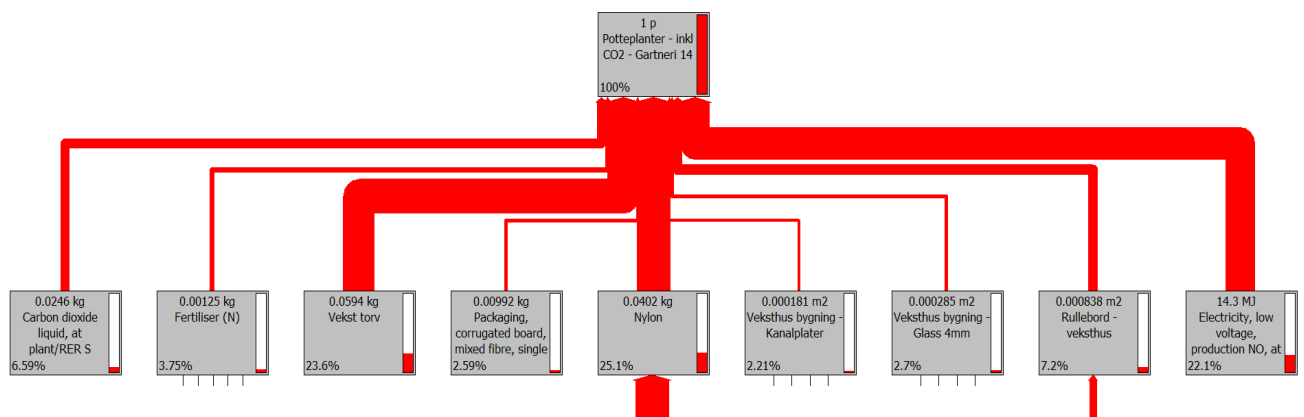 1 p
Potteplanter - inkl
CO2 - Gartneri 14
100%
0.0246 kg
Carbon dioxide
liquid, at
plant/RER S
6.59%
0.00125 kg
Fertiliser (N)
3.75%
0.0594 kg
Vekst torv
23.6%
0.00992 kg
Packaging,
corrugated board,
mixed fibre, single
2.59%
0.0402 kg
Nylon
25.1%
0.000181 m2
Veksthus bygning -
Kanalplater
2.21%
0.000285 m2
Veksthus bygning -
Glass 4mm
2.7%
0.000838 m2
Rullebord -
veksthus
7.2%
14.3 MJ
Electricity, low
voltage,
production NO, at
22.1%